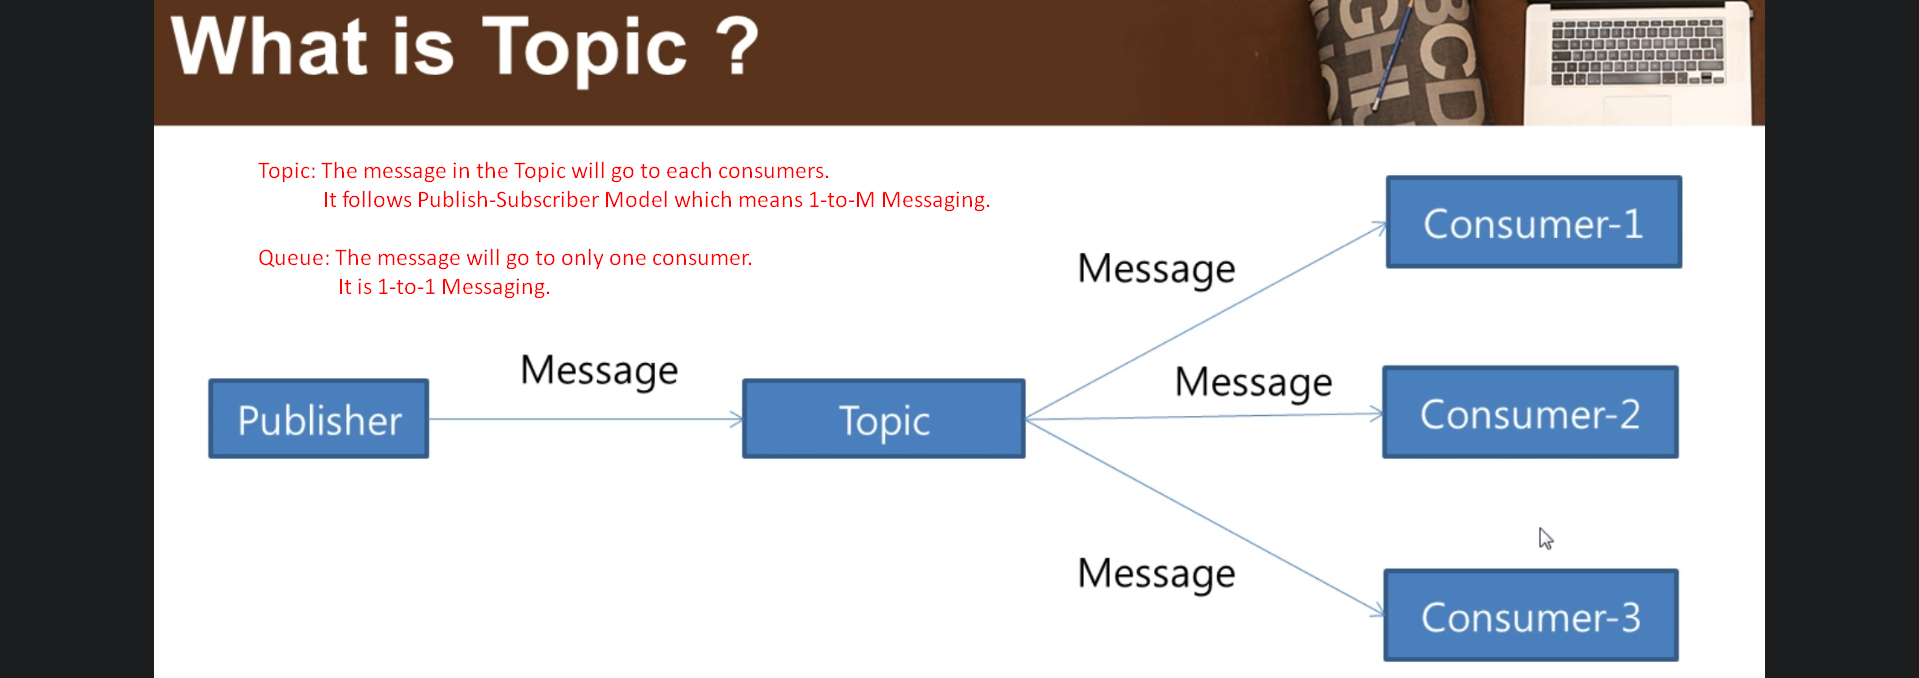 What is Topic ?
BCD
GHIJ
Topic: The message in the Topic will go to each consumers.
It follows Publish-Subscriber Model which means 1-to-M Messaging.
Queue: The message will go to only one consumer.
It is 1-to-1 Messaging.
Consumer-1
Message
Message
Message
Publisher
Topic
Consumer-2
Message
Consumer-3